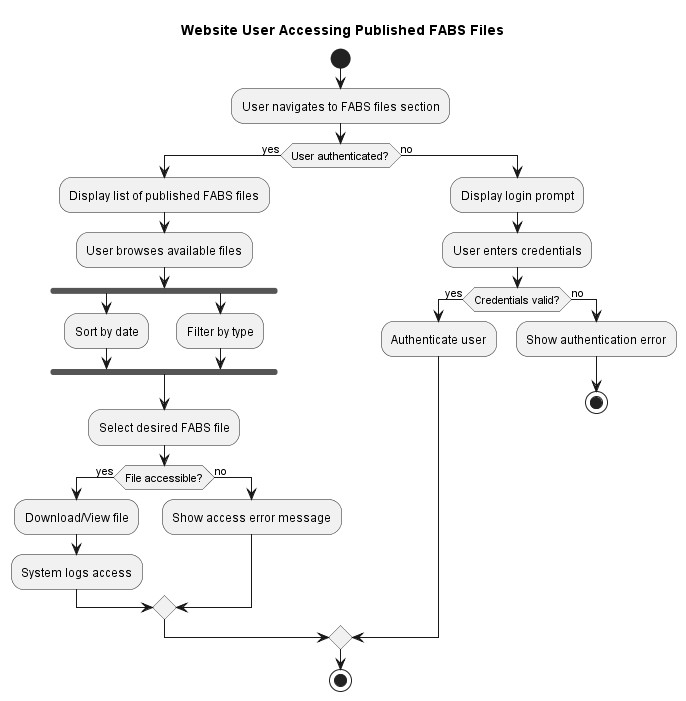 Website User Accessing Published FABS Files
User navigates to FABS files section
yes
User authenticated?
no
Display list of published FABS files
Display login prompt
User browses available files
User enters credentials
yes
Credentials valid?
no
Sort by date
Filter by type
Authenticate user
Show authentication error
Select desired FABS file
yes
File accessible?
no
Download/View file
Show access error message
System logs access